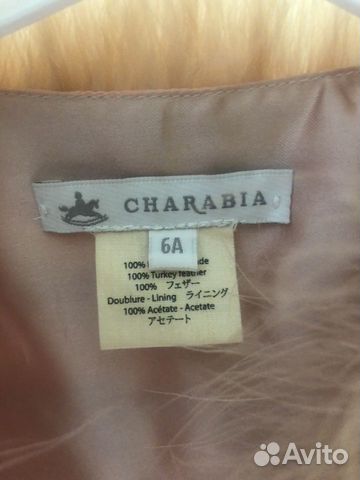 CHARABIA
6A
100% de
100% Turkey feather
100% フェザー
Doublure - Lining ライニング
100% Acétate - Acetate
アセテート
Avito